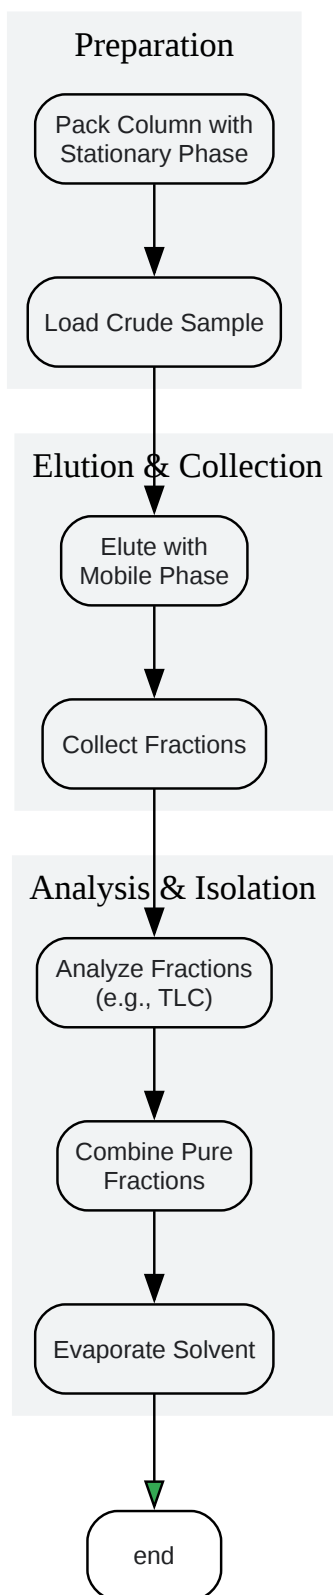 Preparation
Pack Column with
Stationary Phase
Load Crude Sample
Elution & Collection
Elute with
Mobile Phase
Collect Fractions
Analysis & Isolation
Analyze Fractions
(e.g., TLC)
Combine Pure
Fractions
Evaporate Solvent
end